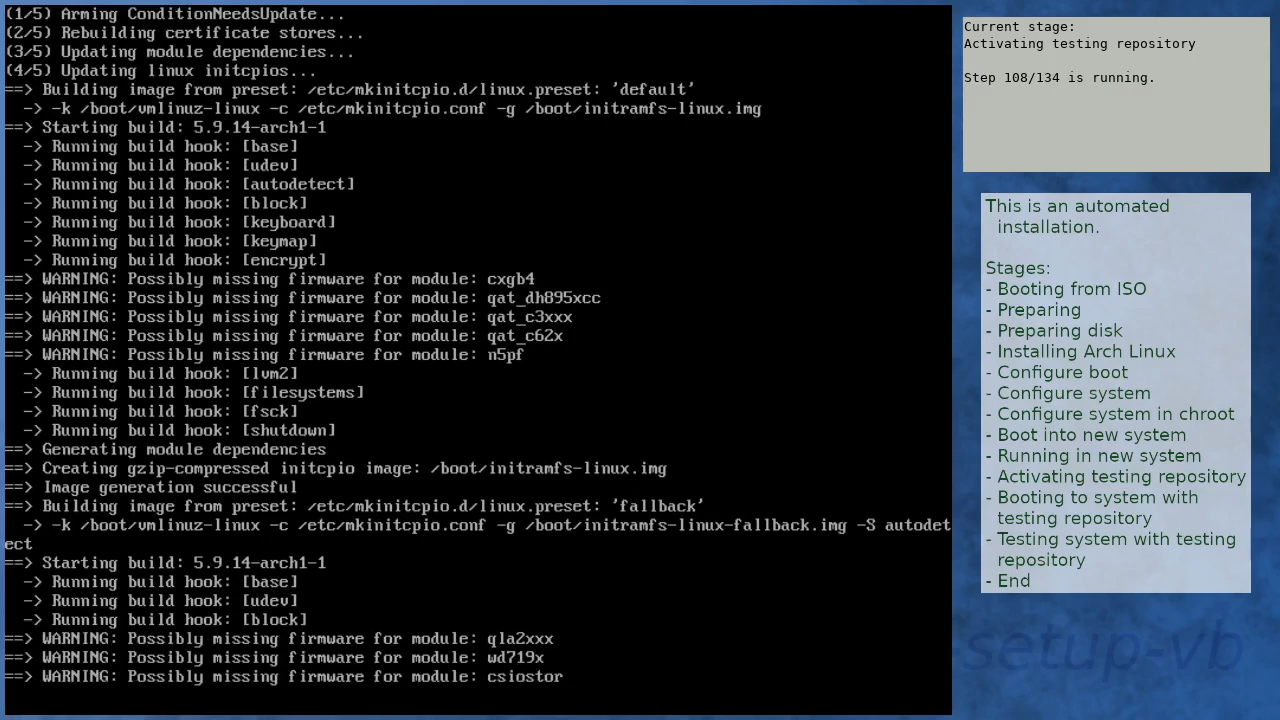 (1/5) Arming ConditionNeedsUpdate...
(2/5) Rebuilding certificate stores...
(3/5) Updating module dependencies...
(4/5) Updating linux initcpios...
==> Building image from preset: /etc/mkinitcpio.d/linux.preset: 'default'
  -> -k /boot/vmlinuz-linux -c /etc/mkinitcpio.conf -g /boot/initramfs-linux.img
==> Starting build: 5.9.14-arch1-1
  -> Running build hook: [base]
  -> Running build hook: [udev]
  -> Running build hook: [autodetect]
  -> Running build hook: [block]
  -> Running build hook: [keyboard]
  -> Running build hook: [keymap]
  -> Running build hook: [encrypt]
==> WARNING: Possibly missing firmware for module: cxgb4
==> WARNING: Possibly missing firmware for module: qat_dh895xcc
==> WARNING: Possibly missing firmware for module: qat_c3xxx
==> WARNING: Possibly missing firmware for module: qat_c62x
==> WARNING: Possibly missing firmware for module: n5pf
  -> Running build hook: [lvm2]
  -> Running build hook: [filesystems]
  -> Running build hook: [fsck]
  -> Running build hook: [shutdown]
==> Generating module dependencies
==> Creating gzip-compressed initcpio image: /boot/initramfs-linux.img
==> Image generation successful
==> Building image from preset: /etc/mkinitcpio.d/linux.preset: 'fallback'
  -> -k /boot/vmlinuz-linux -c /etc/mkinitcpio.conf -g /boot/initramfs-linux-fallback.img -S autodet
ect
==> Starting build: 5.9.14-arch1-1
  -> Running build hook: [base]
  -> Running build hook: [udev]
  -> Running build hook: [block]
==> WARNING: Possibly missing firmware for module: qla2xxx
==> WARNING: Possibly missing firmware for module: wd719x
==> WARNING: Possibly missing firmware for module: csiostor
Current stage:
Activating testing repository
Step 108/134 is running.
This is an automated
installation.
Stages:
- Booting from ISO
- Preparing
- Preparing disk
- Installing Arch Linux
- Configure boot
- Configure system
- Configure system in chroot
- Boot into new system
- Running in new system
- Activating testing repository
- Booting to system with
testing repository
- Testing system with testing
repository
- End
-setup-vb